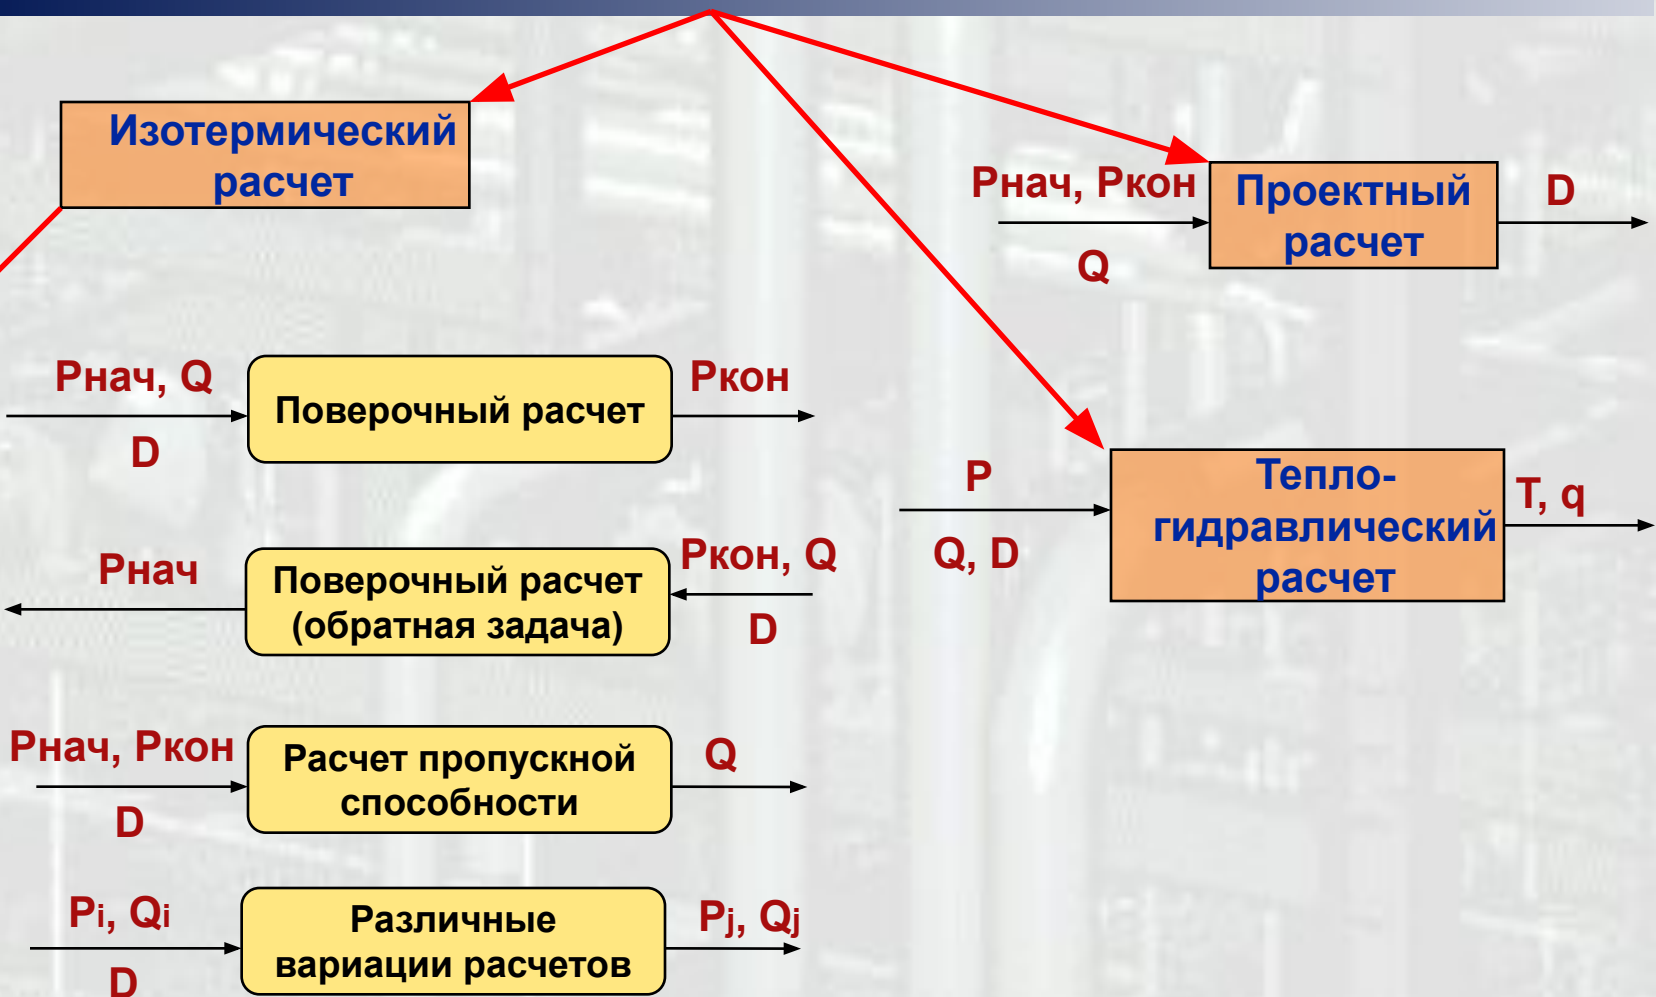 Изотермический
расчет
Рнач, Ркон
Q
Проектный
расчет
D
Рнач, Q
D
Поверочный расчет
Ркон
P
Q, D
Тепло-
гидравлический
расчет
T, q
Рнач
Поверочный расчет
(обратная задача)
Ркон, Q
D
Рнач, Ркон
D
Расчет пропускной
способности
Q
Pi, Qi
D
Различные
вариации расчетов
Pj, Qj